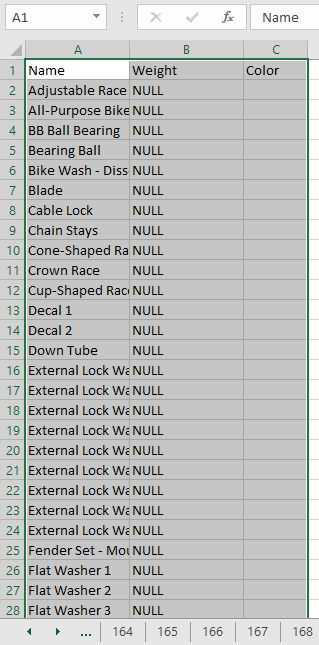 A1 fx Name
A B C
1 Name Weight Color
2 Adjustable Race NULL
3 All-Purpose Bike NULL
4 BB Ball Bearing NULL
5 Bearing Ball NULL
6 Bike Wash - Diss NULL
7 Blade NULL
8 Cable Lock NULL
9 Chain Stays NULL
10 Cone-Shaped Ra NULL
11 Crown Race NULL
12 Cup-Shaped Race NULL
13 Decal 1 NULL
14 Decal 2 NULL
15 Down Tube NULL
16 External Lock Wa NULL
17 External Lock Wa NULL
18 External Lock Wa NULL
19 External Lock Wa NULL
20 External Lock Wa NULL
21 External Lock Wa NULL
22 External Lock Wa NULL
23 External Lock Wa NULL
24 External Lock Wa NULL
25 Fender Set - Mou NULL
26 Flat Washer 1 NULL
27 Flat Washer 2 NULL
28 Flat Washer 3 NULL
... 164 165 166 167 168